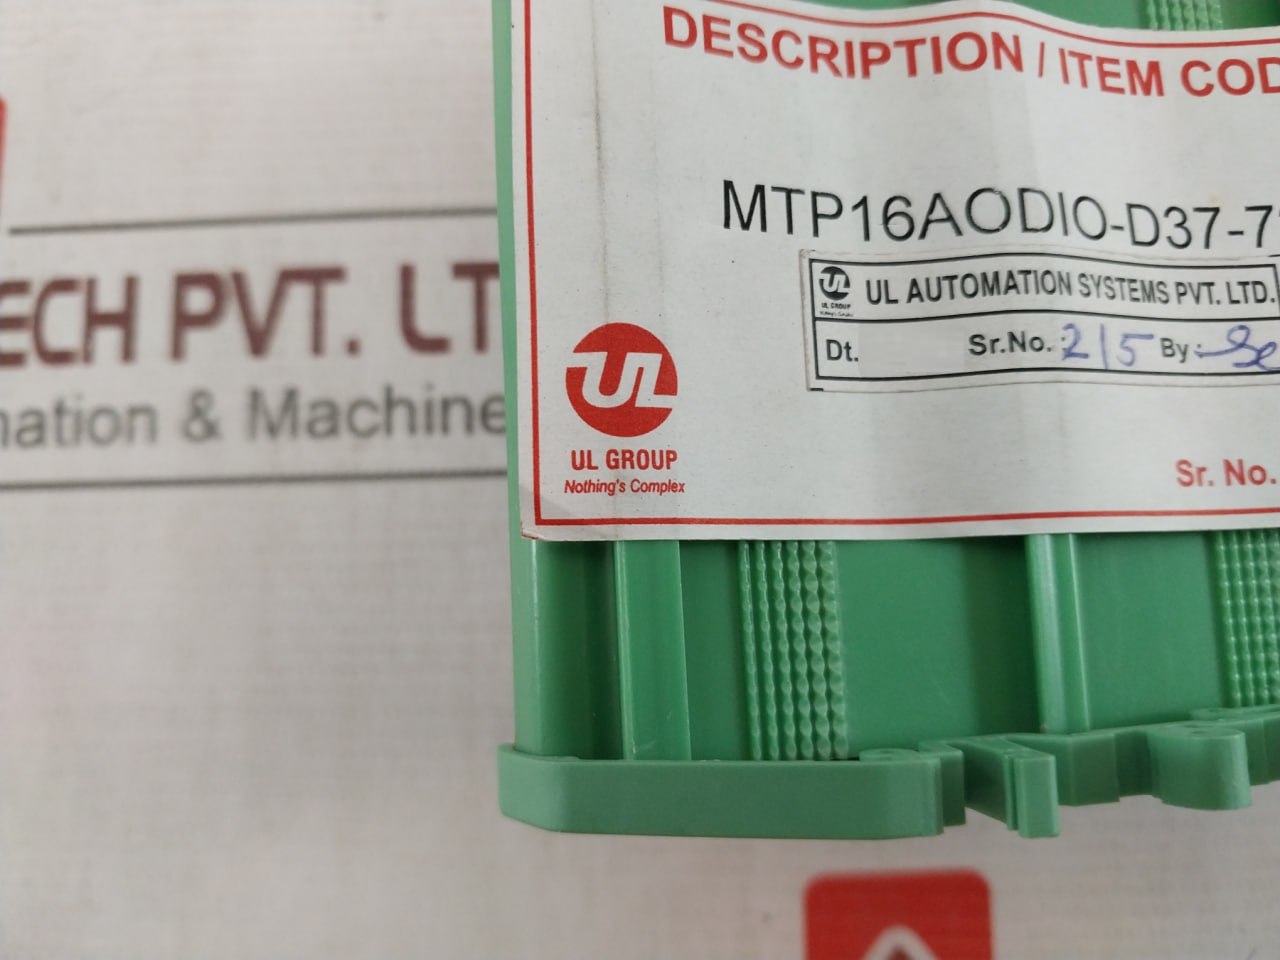 DESCRIPTION / ITEM COD
MTP16AODIO-D37-7
UL
UL GROUP
UL AUTOMATION SYSTEMS PVT. LTD.
Dt.
Sr.No. : 215 By :
UL
UL GROUP
Nothing's Complex
Sr. No.
ECH PVT. LT
nation & Machine